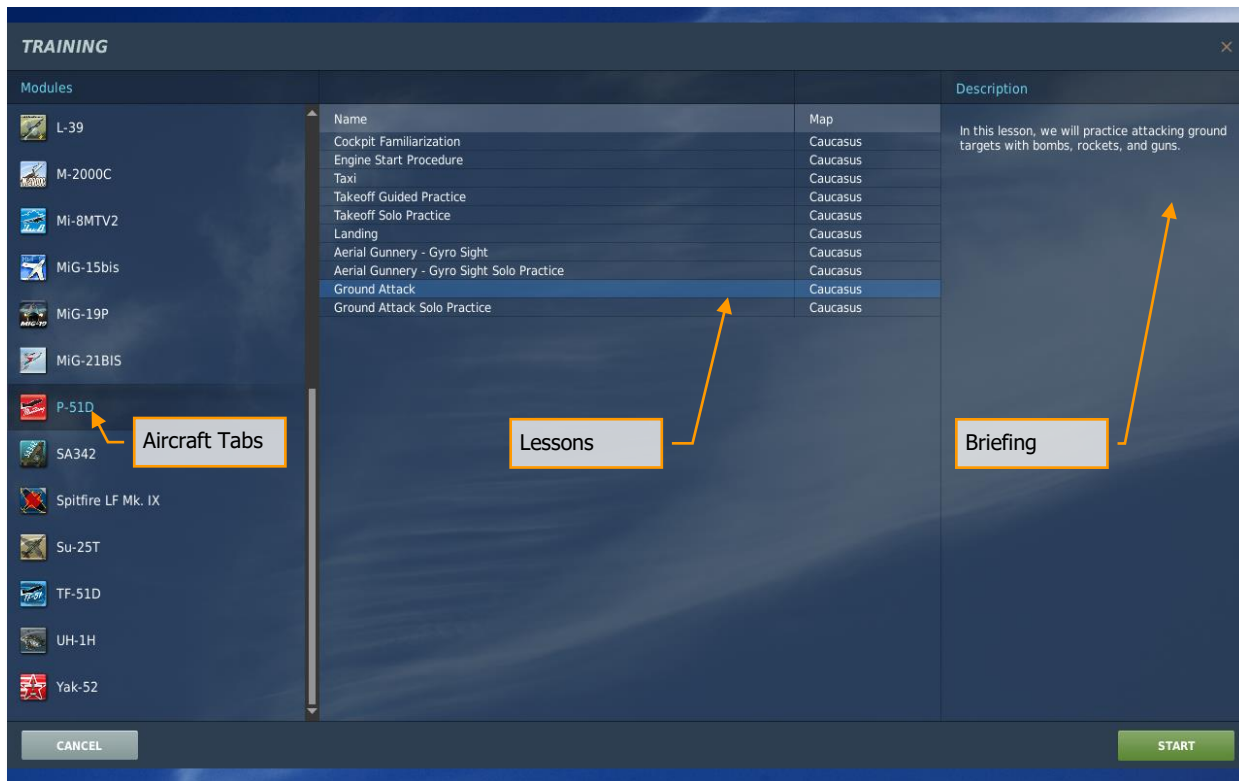 TRAINING
×
Modules
Description
L-39
M-2000C
Mi-8MTV2
MiG-15bis
MiG-19P
MiG-21BIS
P-51D
SA342
Spitfire LF Mk. IX
Su-25T
TF-51D
UH-1H
Yak-52
Aircraft Tabs
Name Map
Cockpit Familiarization Caucasus
Engine Start Procedure Caucasus
Taxi Caucasus
Takeoff Guided Practice Caucasus
Takeoff Solo Practice Caucasus
Landing Caucasus
Aerial Gunnery - Gyro Sight Caucasus
Aerial Gunnery - Gyro Sight Solo Practice Caucasus
Ground Attack Caucasus
Ground Attack Solo Practice Caucasus
Lessons
In this lesson, we will practice attacking ground
targets with bombs, rockets, and guns.
Briefing
CANCEL
START